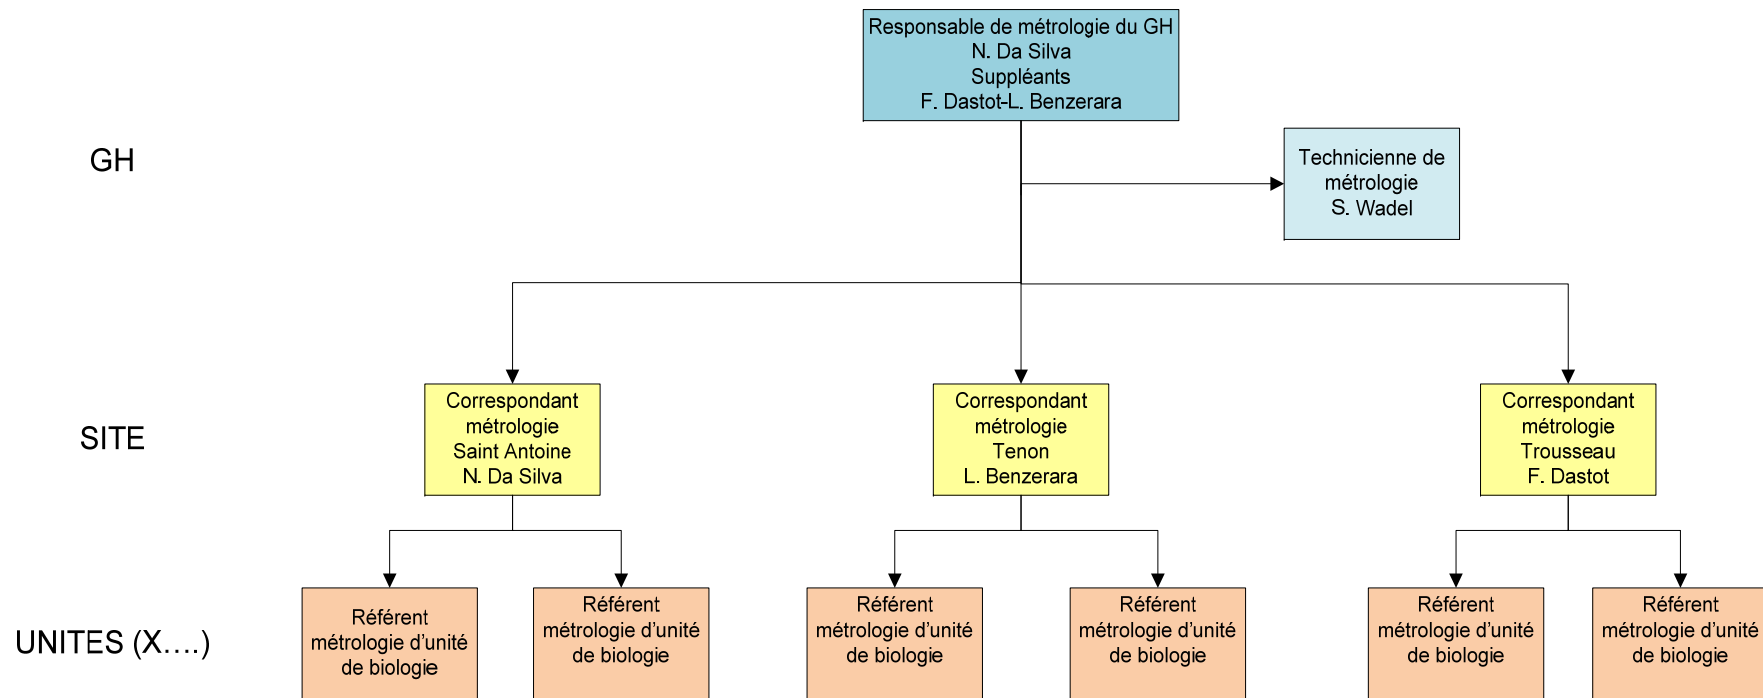 Responsable de métrologie du GH
N. Da Silva
Suppléants
F. Dastot-L. Benzerara
GH
Technicienne de
métrologie
S. Wadel
SITE
Correspondant
métrologie
Saint Antoine
N. Da Silva
Correspondant
métrologie
Tenon
L. Benzerara
Correspondant
métrologie
Trousseau
F. Dastot
UNITES (X....)
Référent
métrologie d'unité
de biologie
Référent
métrologie d'unité
de biologie
Référent
métrologie d'unité
de biologie
Référent
métrologie d'unité
de biologie
Référent
métrologie d'unité
de biologie
Référent
métrologie d'unité
de biologie